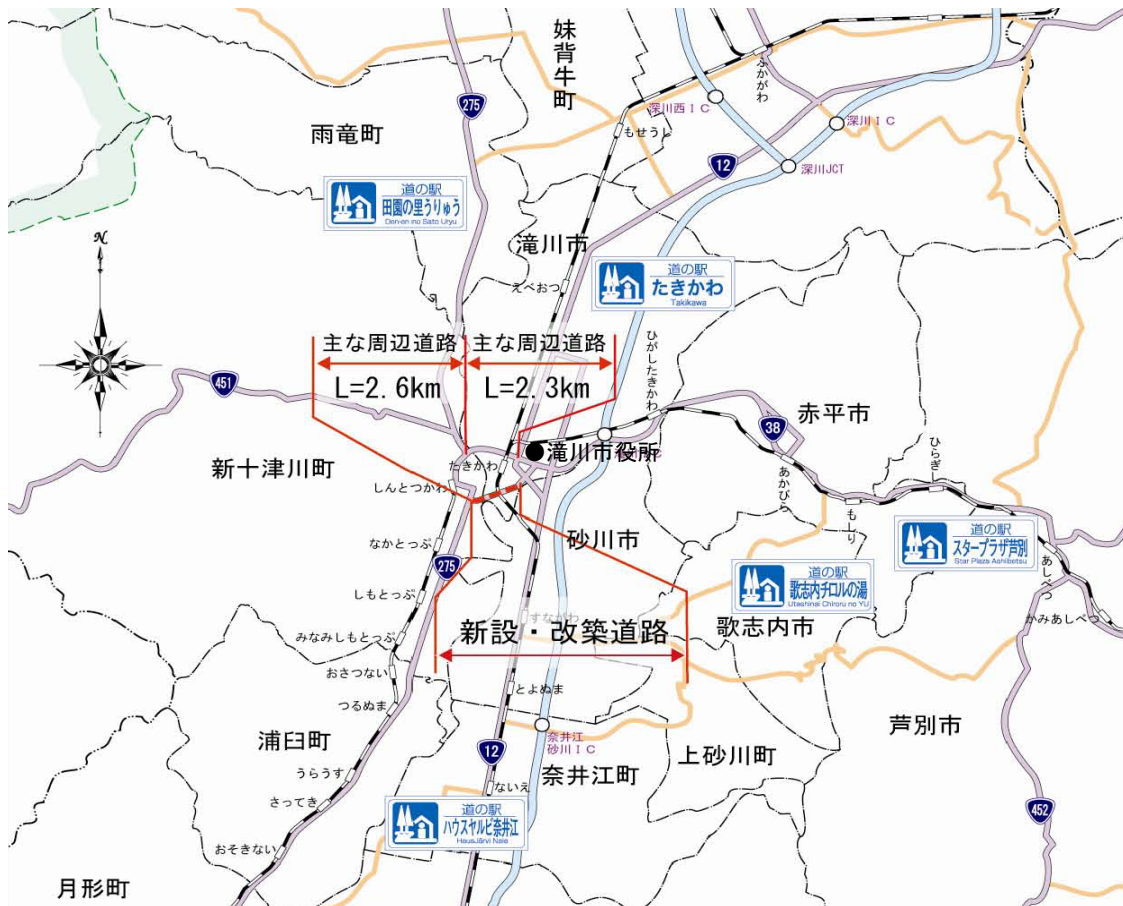 妹背牛町
275
ふかがわ
深川西IC
深川IC
もせうし
雨竜町
12
深川JCT
道の駅
田園の里うりゅう
Den-en no Sato Uryu
滝川市
道の駅
たきかわ
Takikawa
えべおつ
N
主な周辺道路
主な周辺道路
ひがしたきかわ
L=2.6km
L=2.3km
451
赤平市
38
滝川市役所
新十津川町
たきかわ
ひらぎし
しんとつかわ
あかびら
もしり
砂川市
道の駅
スタープラザ芦別
Star Plaza Ashibetsu
なかとっぷ
275
あしべつ
道の駅
歌志内チロルの湯
Utashinai Chiroru no YU
しもとっぷ
すながわ
かみあしべつ
新設・改築道路
歌志内市
みなみしもとっぷ
おさつない
とよぬま
つるぬま
芦別市
浦臼町
12
奈井江
砂川IC
上砂川町
うらうす
奈井江町
ないえ
さってき
道の駅
ハウスヤルビ奈井江
HausJärvi Naie
452
おそきない
月形町